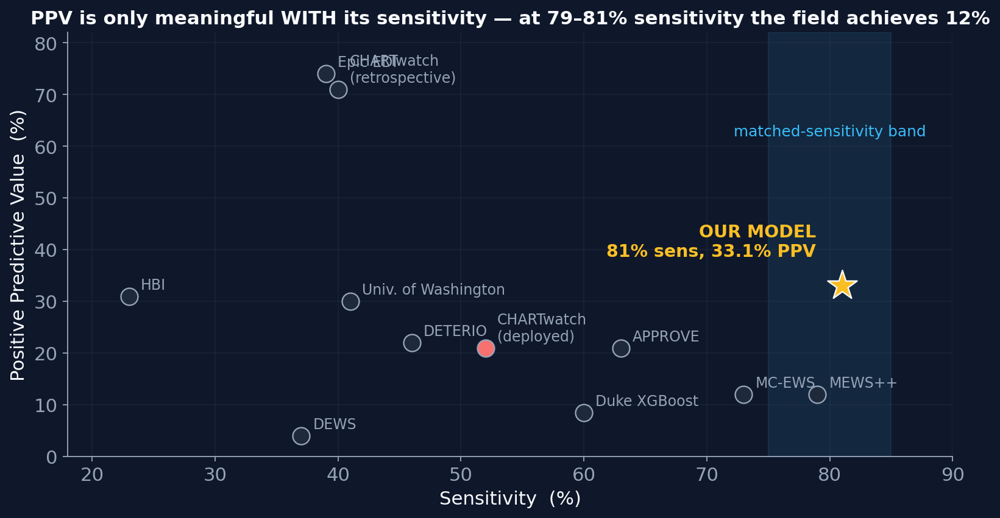 PPV is only meaningful WITH its sensitivity — at 79–81% sensitivity the field achieves 12%
Positive Predictive Value (%)
80
70
60
50
40
30
20
10
0
Epic EDI
CHARTwatch
(retrospective)
matched-sensitivity band
OUR MODEL
81% sens, 33.1% PPV
HBI
Univ. of Washington
CHARTwatch
(deployed)
DETERIO
APPROVE
MC-EWS
MEWS++
Duke XGBoost
DEWS
20
30
40
50
60
70
80
90
Sensitivity (%)